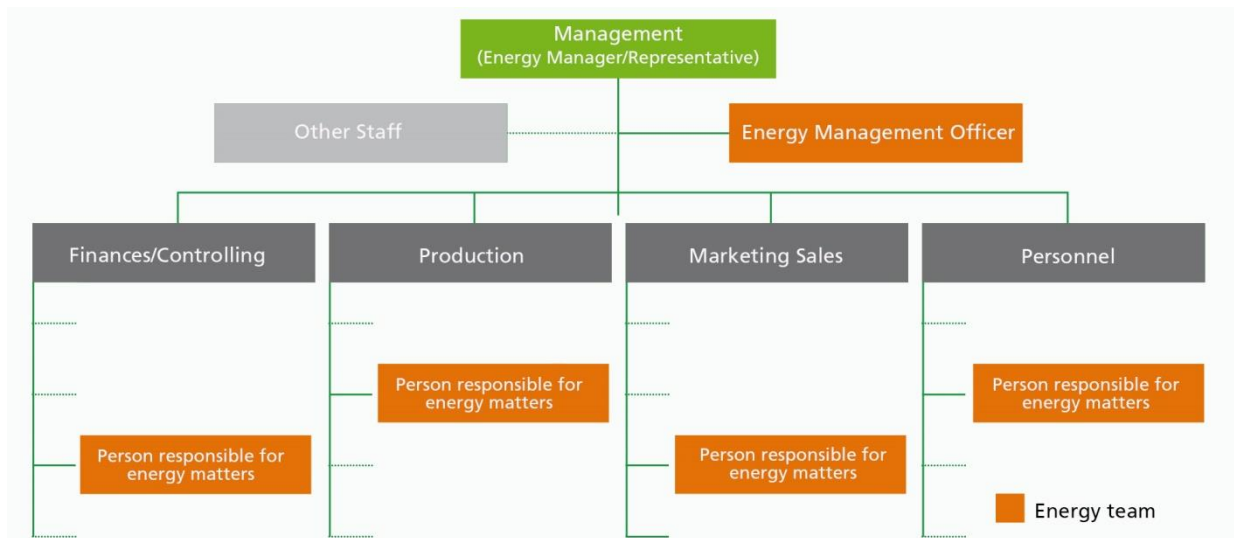 Management
(Energy Manager/Representative)
Other Staff
Energy Management Officer
Finances/Controlling
Production
Marketing Sales
Personnel
Person responsible for
energy matters
Person responsible for
energy matters
Person responsible for
energy matters
Person responsible for
energy matters
Energy team